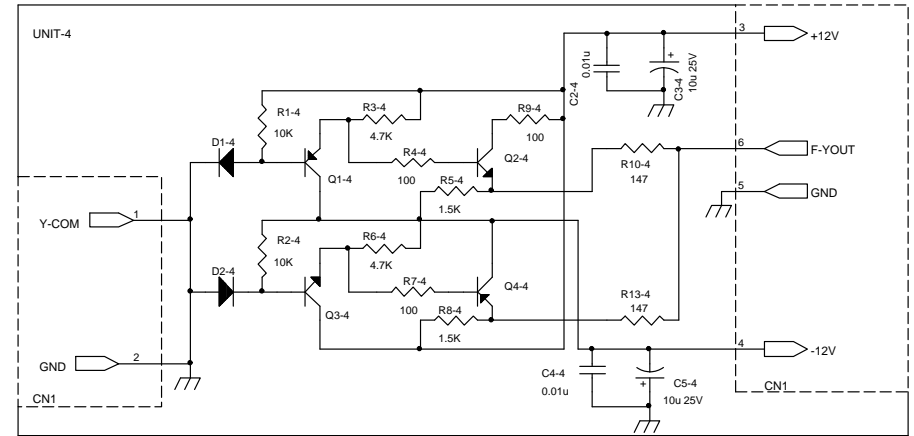 UNIT-4
3
+12V
0.01u
C2-4
+
10u 25V
C3-4
R1-4
10K
R3-4
4.7K
R9-4
100
D1-4
R4-4
100
Q1-4
Q2-4
6
F-YOUT
R10-4
147
R5-4
1.5K
5
GND
Y-COM
1
R2-4
10K
R6-4
4.7K
D2-4
R7-4
100
Q4-4
Q3-4
R8-4
1.5K
R13-4
147
4
-12V
GND
2
C4-4
0.01u
+
C5-4
10u 25V
CN1
CN1